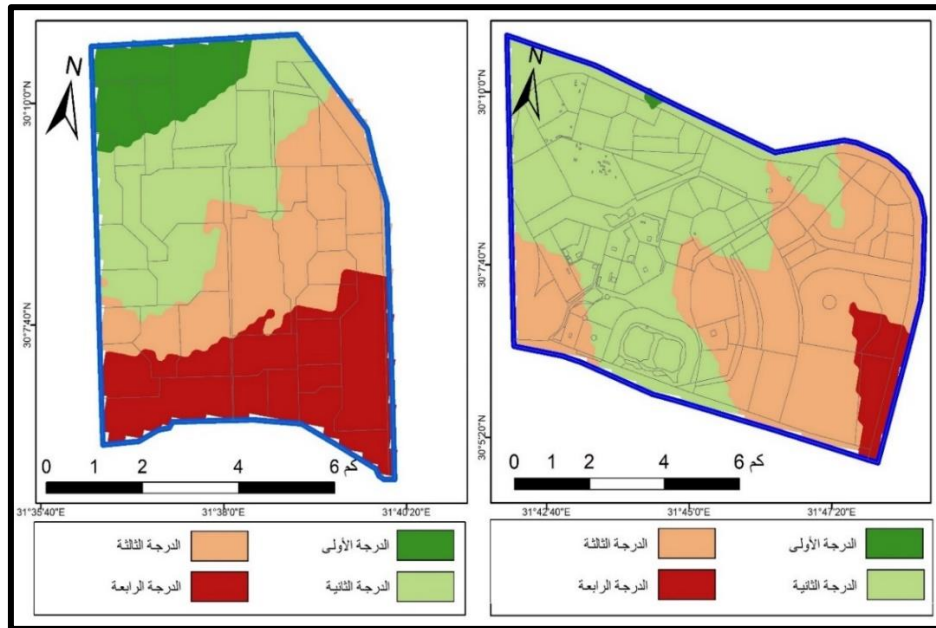 N
30°10'0"N
30°7'40"N
0 1 2 4 6 كم
31°35'40"E 31°38'0"E 31°40'20"E
الدرجة الأولى
الدرجة الثالثة
الدرجة الثانية
الدرجة الرابعة
N
30°10'0"N
30°7'40"N
30°5'20"N
0 1 2 4 6 كم
31°42'40"E 31°45'0"E 31°47'20"E
الدرجة الأولى
الدرجة الثالثة
الدرجة الثانية
الدرجة الرابعة